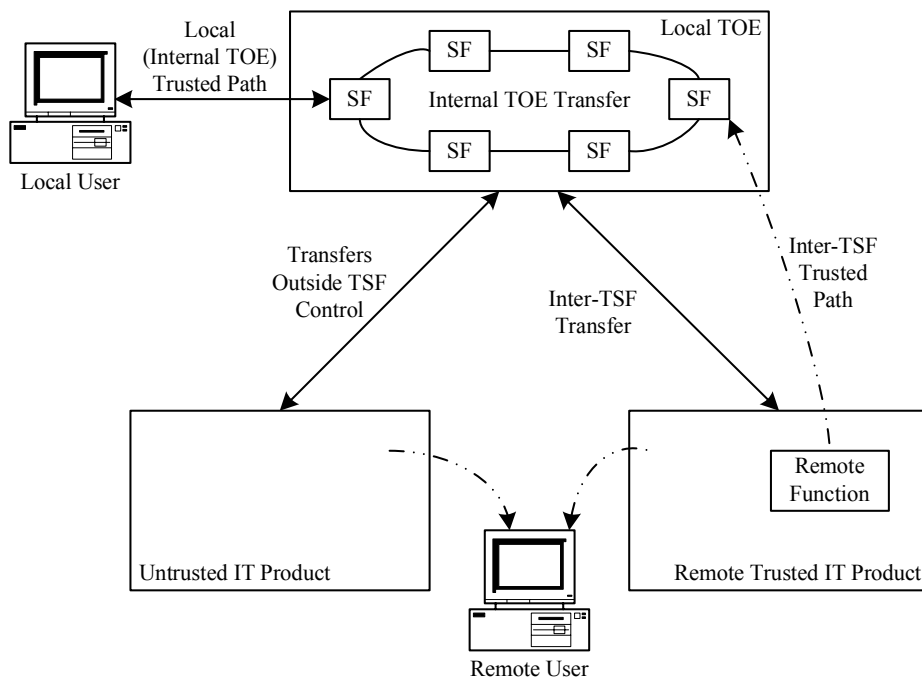 Local
(Internal TOE)
Trusted Path
Local User
Local TOE
SF
SF
SF
Internal TOE Transfer
SF
SF
SF
Transfers
Outside TSF
Control
Inter-TSF
Transfer
Inter-TSF
Trusted
Path
Untrusted IT Product
Remote
Function
Remote Trusted IT Product
Remote User